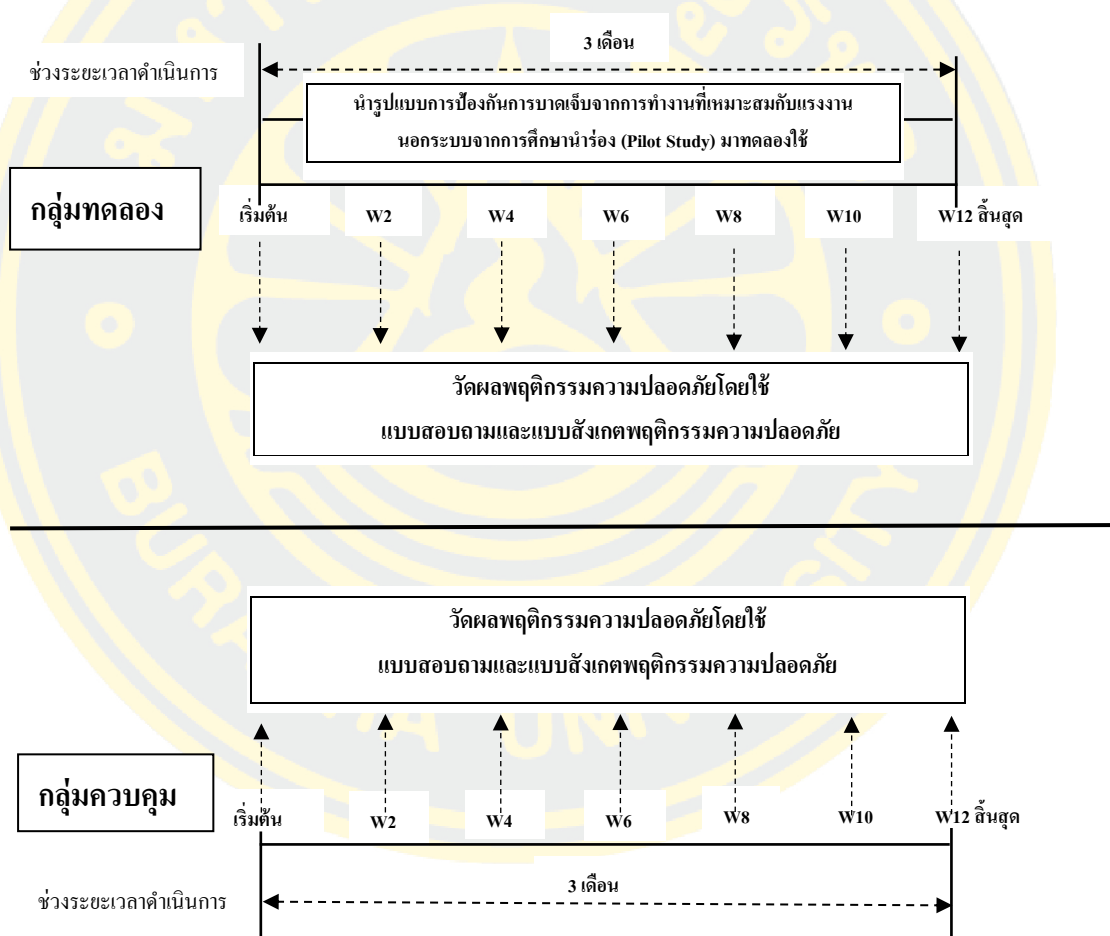 3 เดือน
ช่วงระยะเวลาดำเนินการ
นำรูปแบบการป้องกันการบาดเจ็บจากการทำงานที่เหมาะสมกับแรงงาน
นอกระบบจากการศึกษานำร่อง (Pilot Study) มาทดลองใช้
กลุ่มทดลอง
เริ่มต้น W2 W4 W6 W8 W10 W12 สิ้นสุด
วัดผลพฤติกรรมความปลอดภัยโดยใช้
แบบสอบถามและแบบสังเกตพฤติกรรมความปลอดภัย
วัดผลพฤติกรรมความปลอดภัยโดยใช้
แบบสอบถามและแบบสังเกตพฤติกรรมความปลอดภัย
กลุ่มควบคุม
เริ่มต้น W2 W4 W6 W8 W10 W12 สิ้นสุด
3 เดือน
ช่วงระยะเวลาดำเนินการ